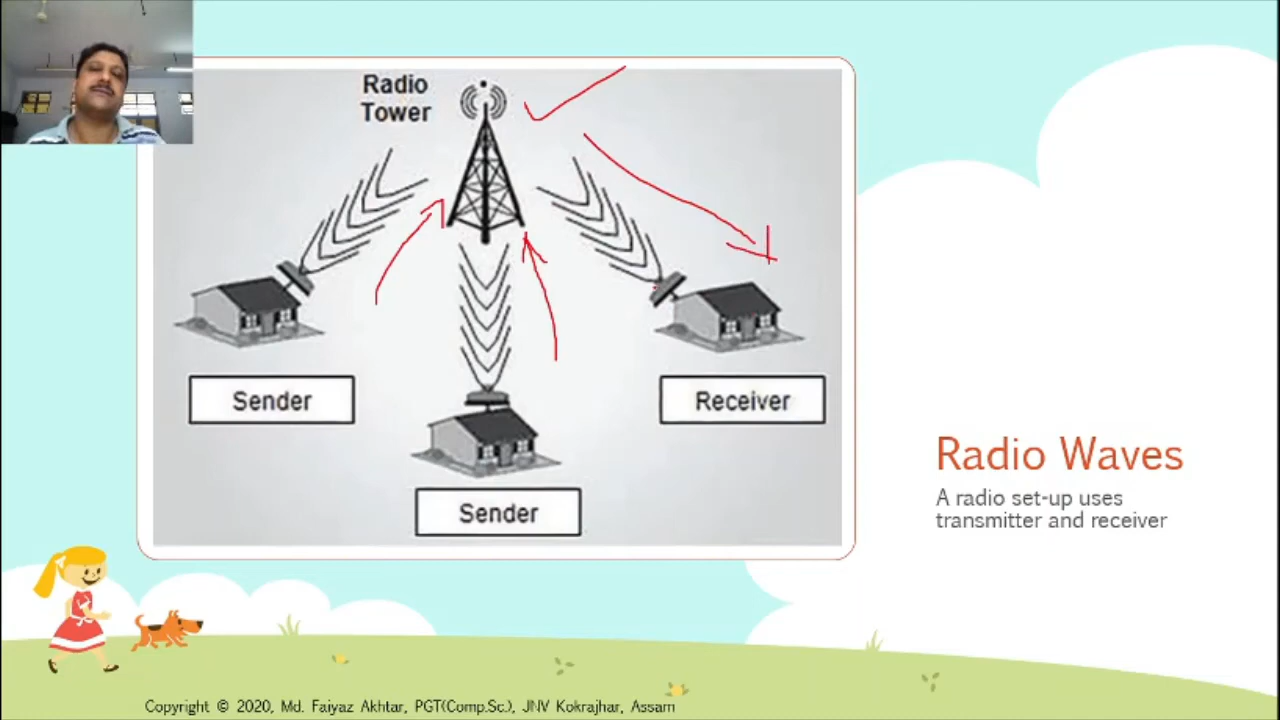 Radio
Tower
Sender
Receiver
Sender
Radio Waves
A radio set-up uses
transmitter and receiver
Copyright © 2020, Md. Faiyaz Akhtar, PGT(Comp.Sc.), JNV Kokrajhar, Assam